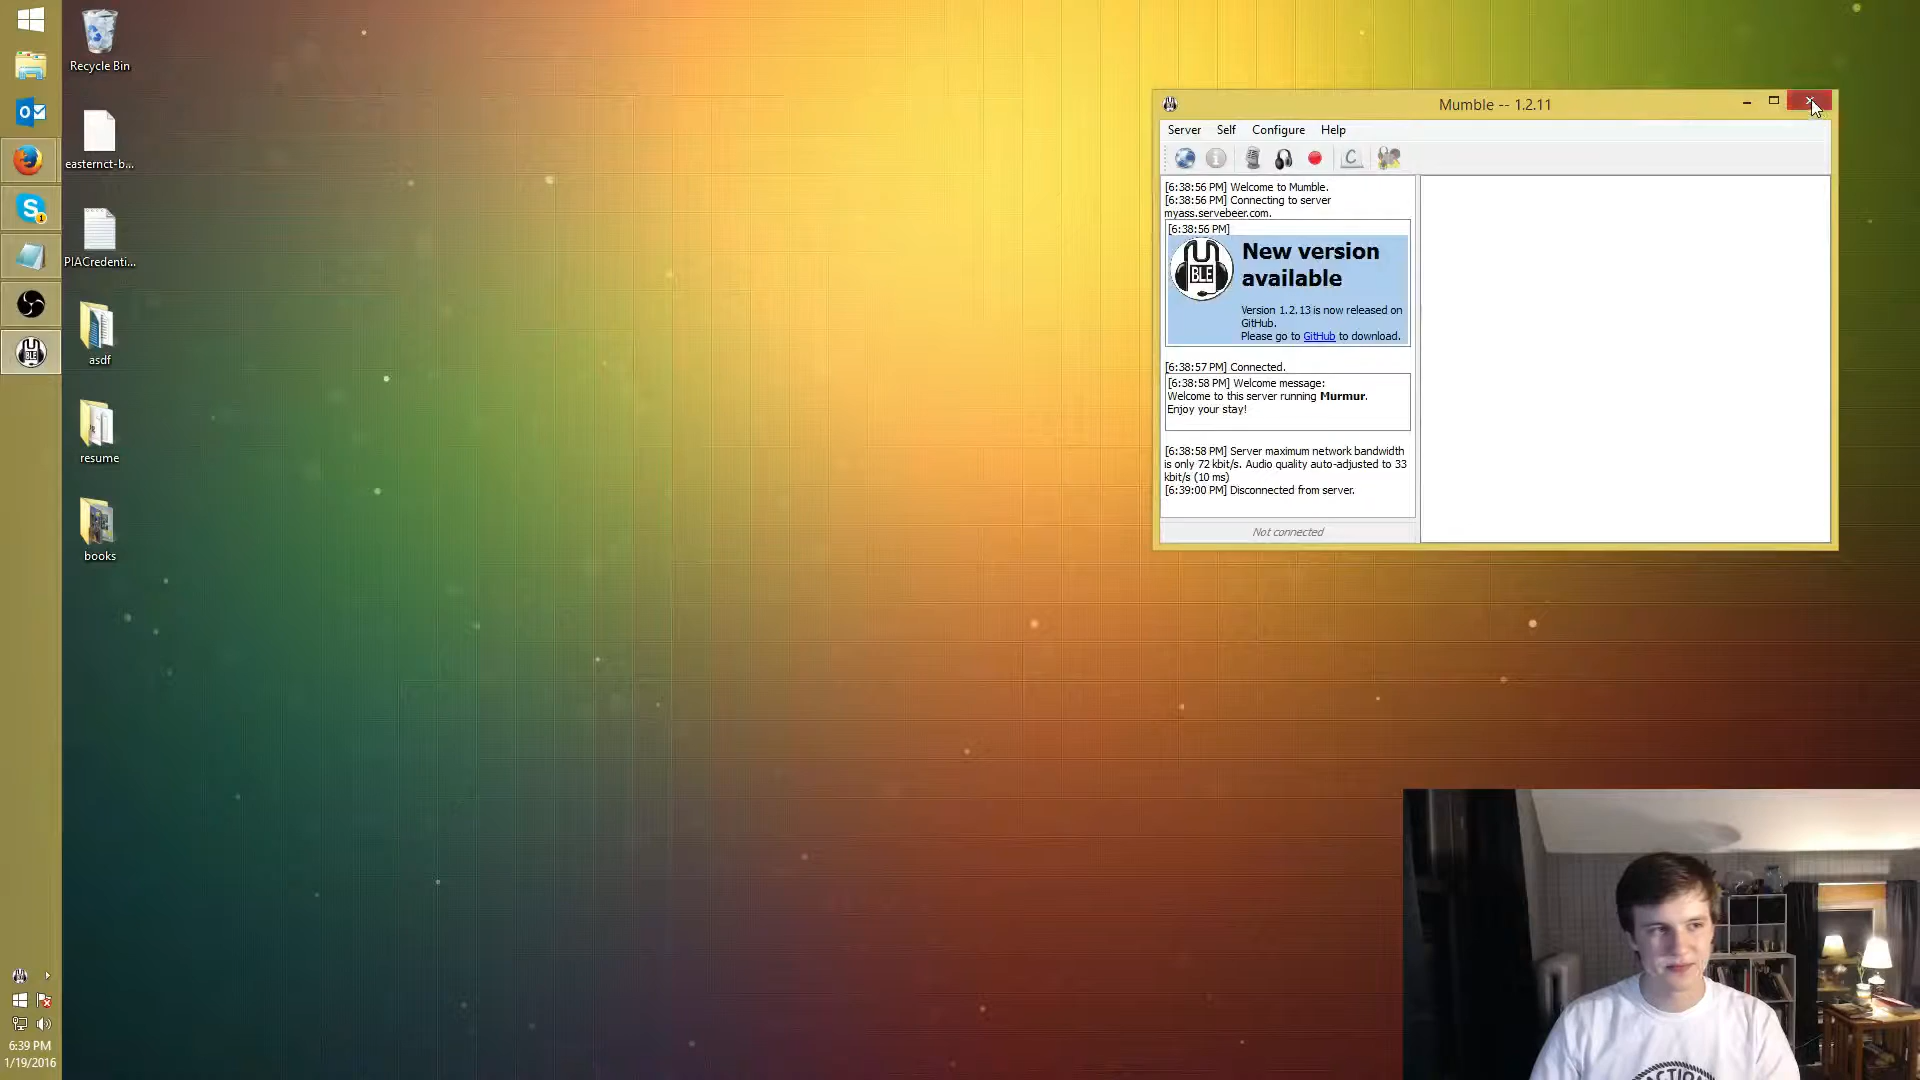 Recycle Bin
easternct-b...
PIACredenti...
asdf
resume
books
6:39 PM
1/19/2016
Mumble -- 1.2.11
Server Self Configure Help
C
[6:38:56 PM] Welcome to Mumble.
[6:38:56 PM] Connecting to server
myass.servebeer.com.
[6:38:56 PM]
BLE
New version
available
Version 1.2.13 is now released on
GitHub.
Please go to GitHub to download.
[6:38:57 PM] Connected.
[6:38:58 PM] Welcome message:
Welcome to this server running Murmur.
Enjoy your stay!
[6:38:58 PM] Server maximum network bandwidth
is only 72 kbit/s. Audio quality auto-adjusted to 33
kbit/s (10 ms)
[6:39:00 PM] Disconnected from server.
Not connected